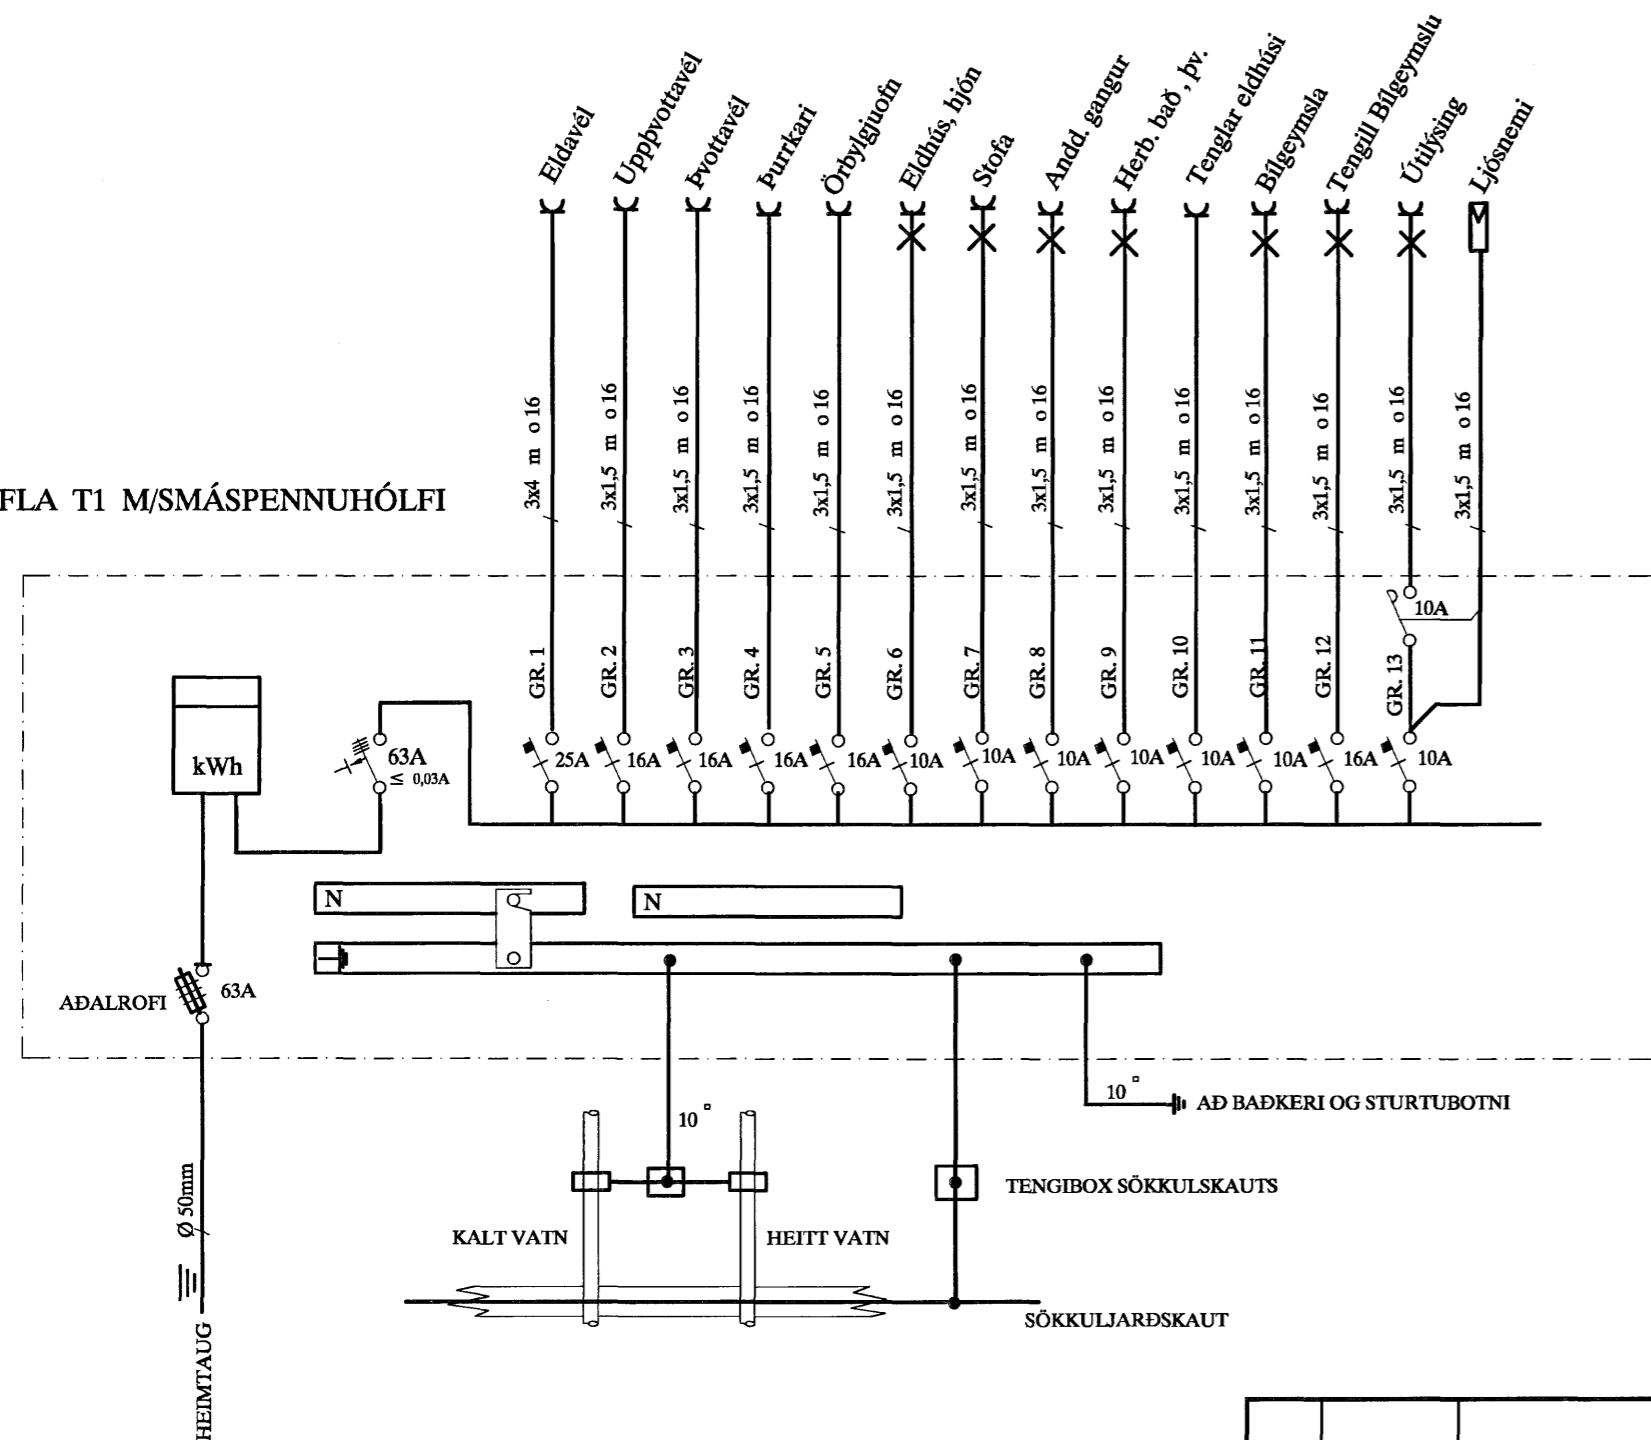 Eldavél
Uppþvottavél
Þvottavél
Þurrkari
Örbylgjuofn
Eldhús, hjón
Stofa
Andd. gangur
Herb. bað , þv.
Tenglar eldhúsi
Bílgeymsla
Tengill Bílgeymslu
Útilýsing
Ljósnemi
3x4 m o 16
3x1,5 m o 16
3x1,5 m o 16
3x1,5 m o 16
3x1,5 m o 16
3x1,5 m o 16
3x1,5 m o 16
3x1,5 m o 16
3x1,5 m o 16
3x1,5 m o 16
3x1,5 m o 16
3x1,5 m o 16
3x1,5 m o 16
3x1,5 m o 16
FLA T1 M/SMÁSPENNUHÓLFI
10A
GR. 1
GR. 2
GR. 3
GR. 4
GR. 5
GR. 6
GR. 7
GR. 8
GR. 9
GR. 10
GR. 11
GR. 12
GR. 13
kWh
63A
≤ 0,03A
25A
16A
16A
16A
16A
10A
10A
10A
10A
10A
10A
16A
10A
N
N
AÐALROFI
63A
10 □
AÐ BAÐKERI OG STURTUBOTNI
10 □
Ø 50mm
TENGIBOX SÖKKULSKAUTS
KALT VATN
HEITT VATN
SÖKKULJARÐSKAUT
HEIMTAUG